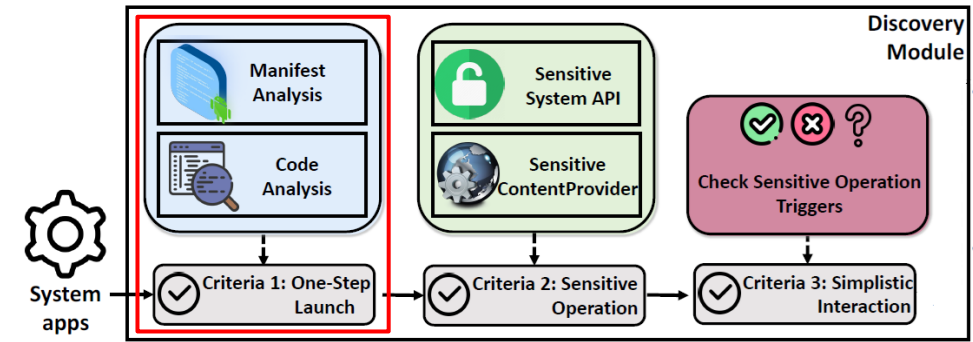 Discovery
Module
Manifest
Analysis
Code
Analysis
Sensitive
System API
Sensitive
ContentProvider
Check Sensitive Operation
Triggers
System
apps
Criteria 1: One-Step
Launch
Criteria 2: Sensitive
Operation
Criteria 3: Simplistic
Interaction